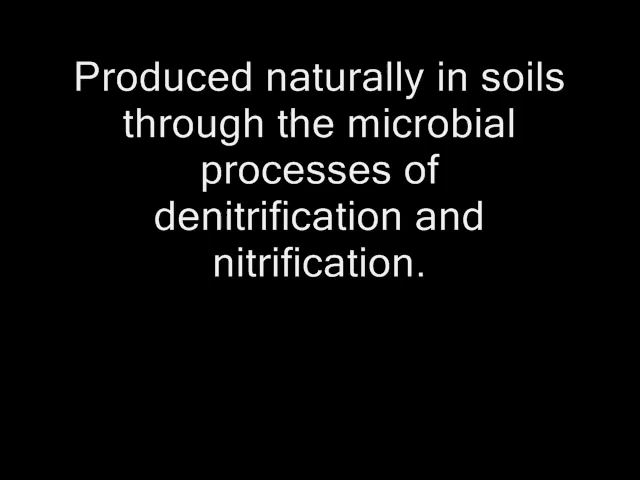 Produced naturally in soils
through the microbial
processes of
denitrification and
nitrification.